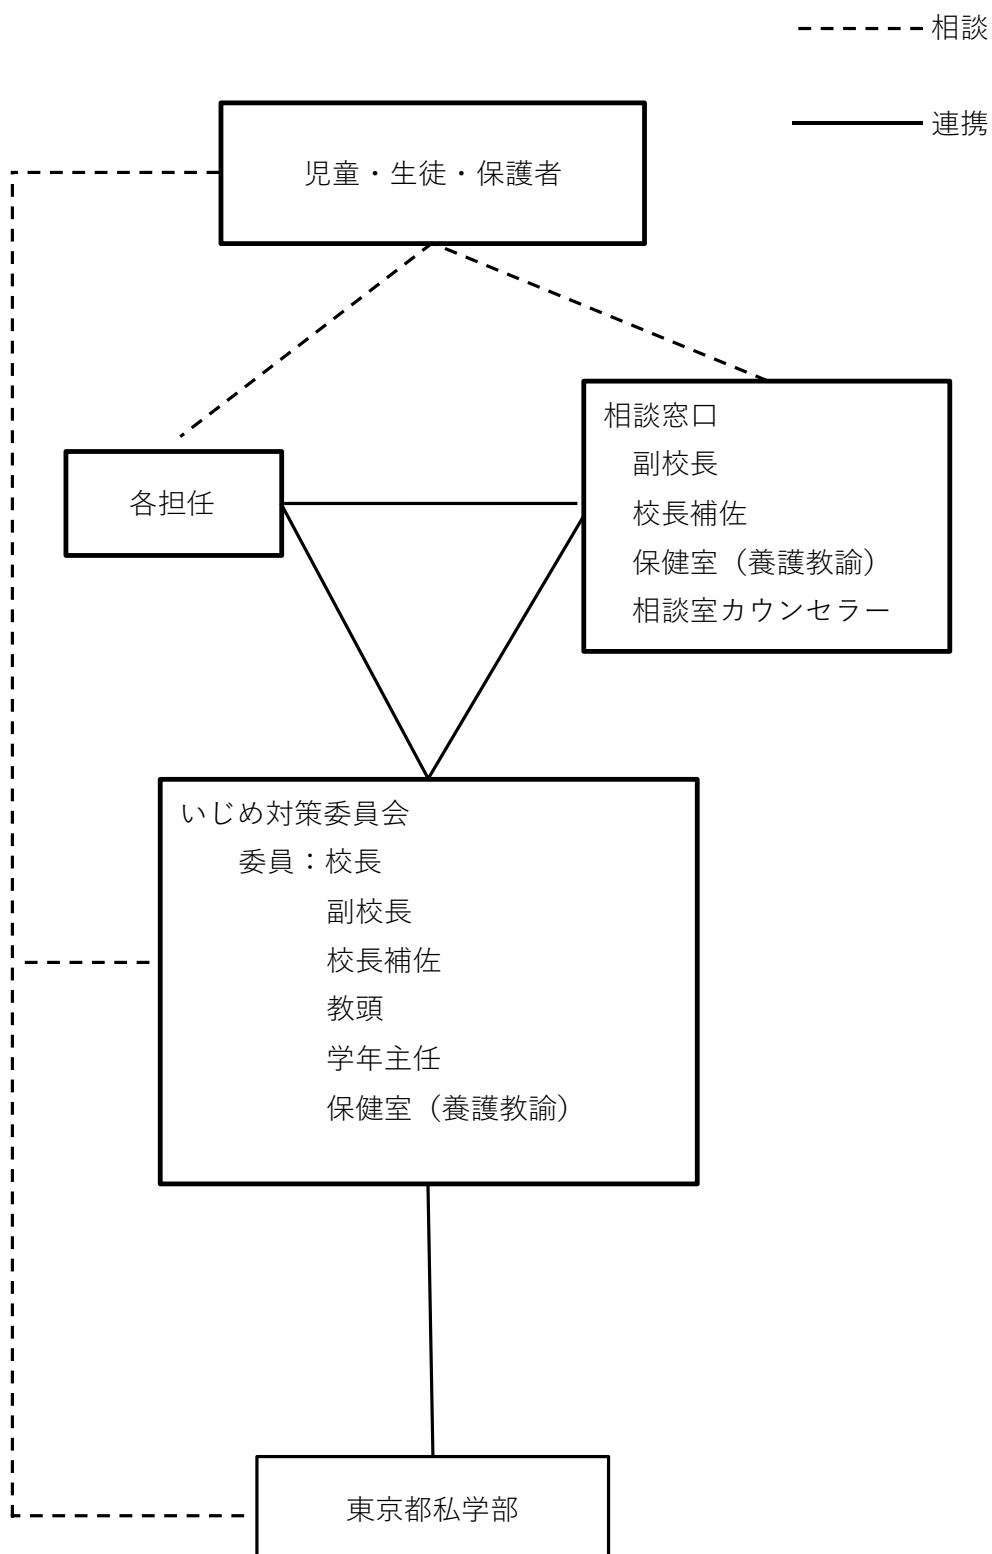 相談
連携
児童・生徒・保護者
相談窓口
副校長
校長補佐
保健室（養護教諭）
相談室カウンセラー
各担任
いじめ対策委員会
委員：校長
副校長
校長補佐
教頭
学年主任
保健室（養護教諭）
東京都私学部